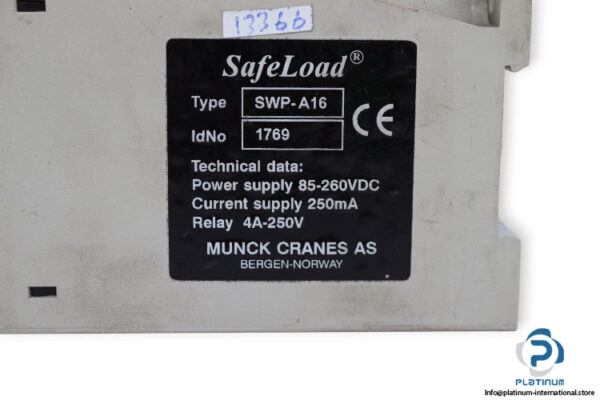 13366
SafeLoad®
Type SWP-A16
IdNo 1769
CE
Technical data:
Power supply 85-260VDC
Current supply 250mA
Relay 4A-250V
MUNCK CRANES AS
BERGEN-NORWAY
PLATINUM
Info@platinum-international.store